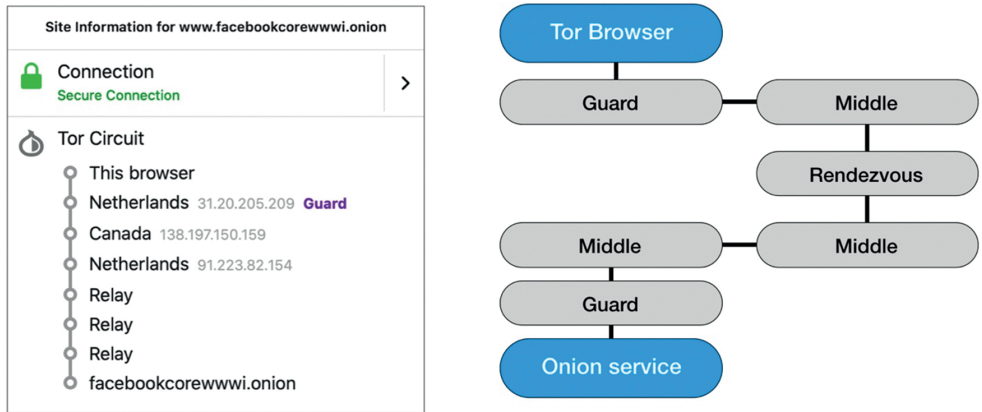 Site Information for www.facebookcorewwwi.onion
Connection
Secure Connection
Tor Circuit
This browser
Netherlands 31.20.205.209 Guard
Canada 138.197.150.159
Netherlands 91.223.82.154
Relay
Relay
Relay
facebookcorewwwi.onion
Tor Browser
Guard
Middle
Rendezvous
Middle
Middle
Guard
Onion service